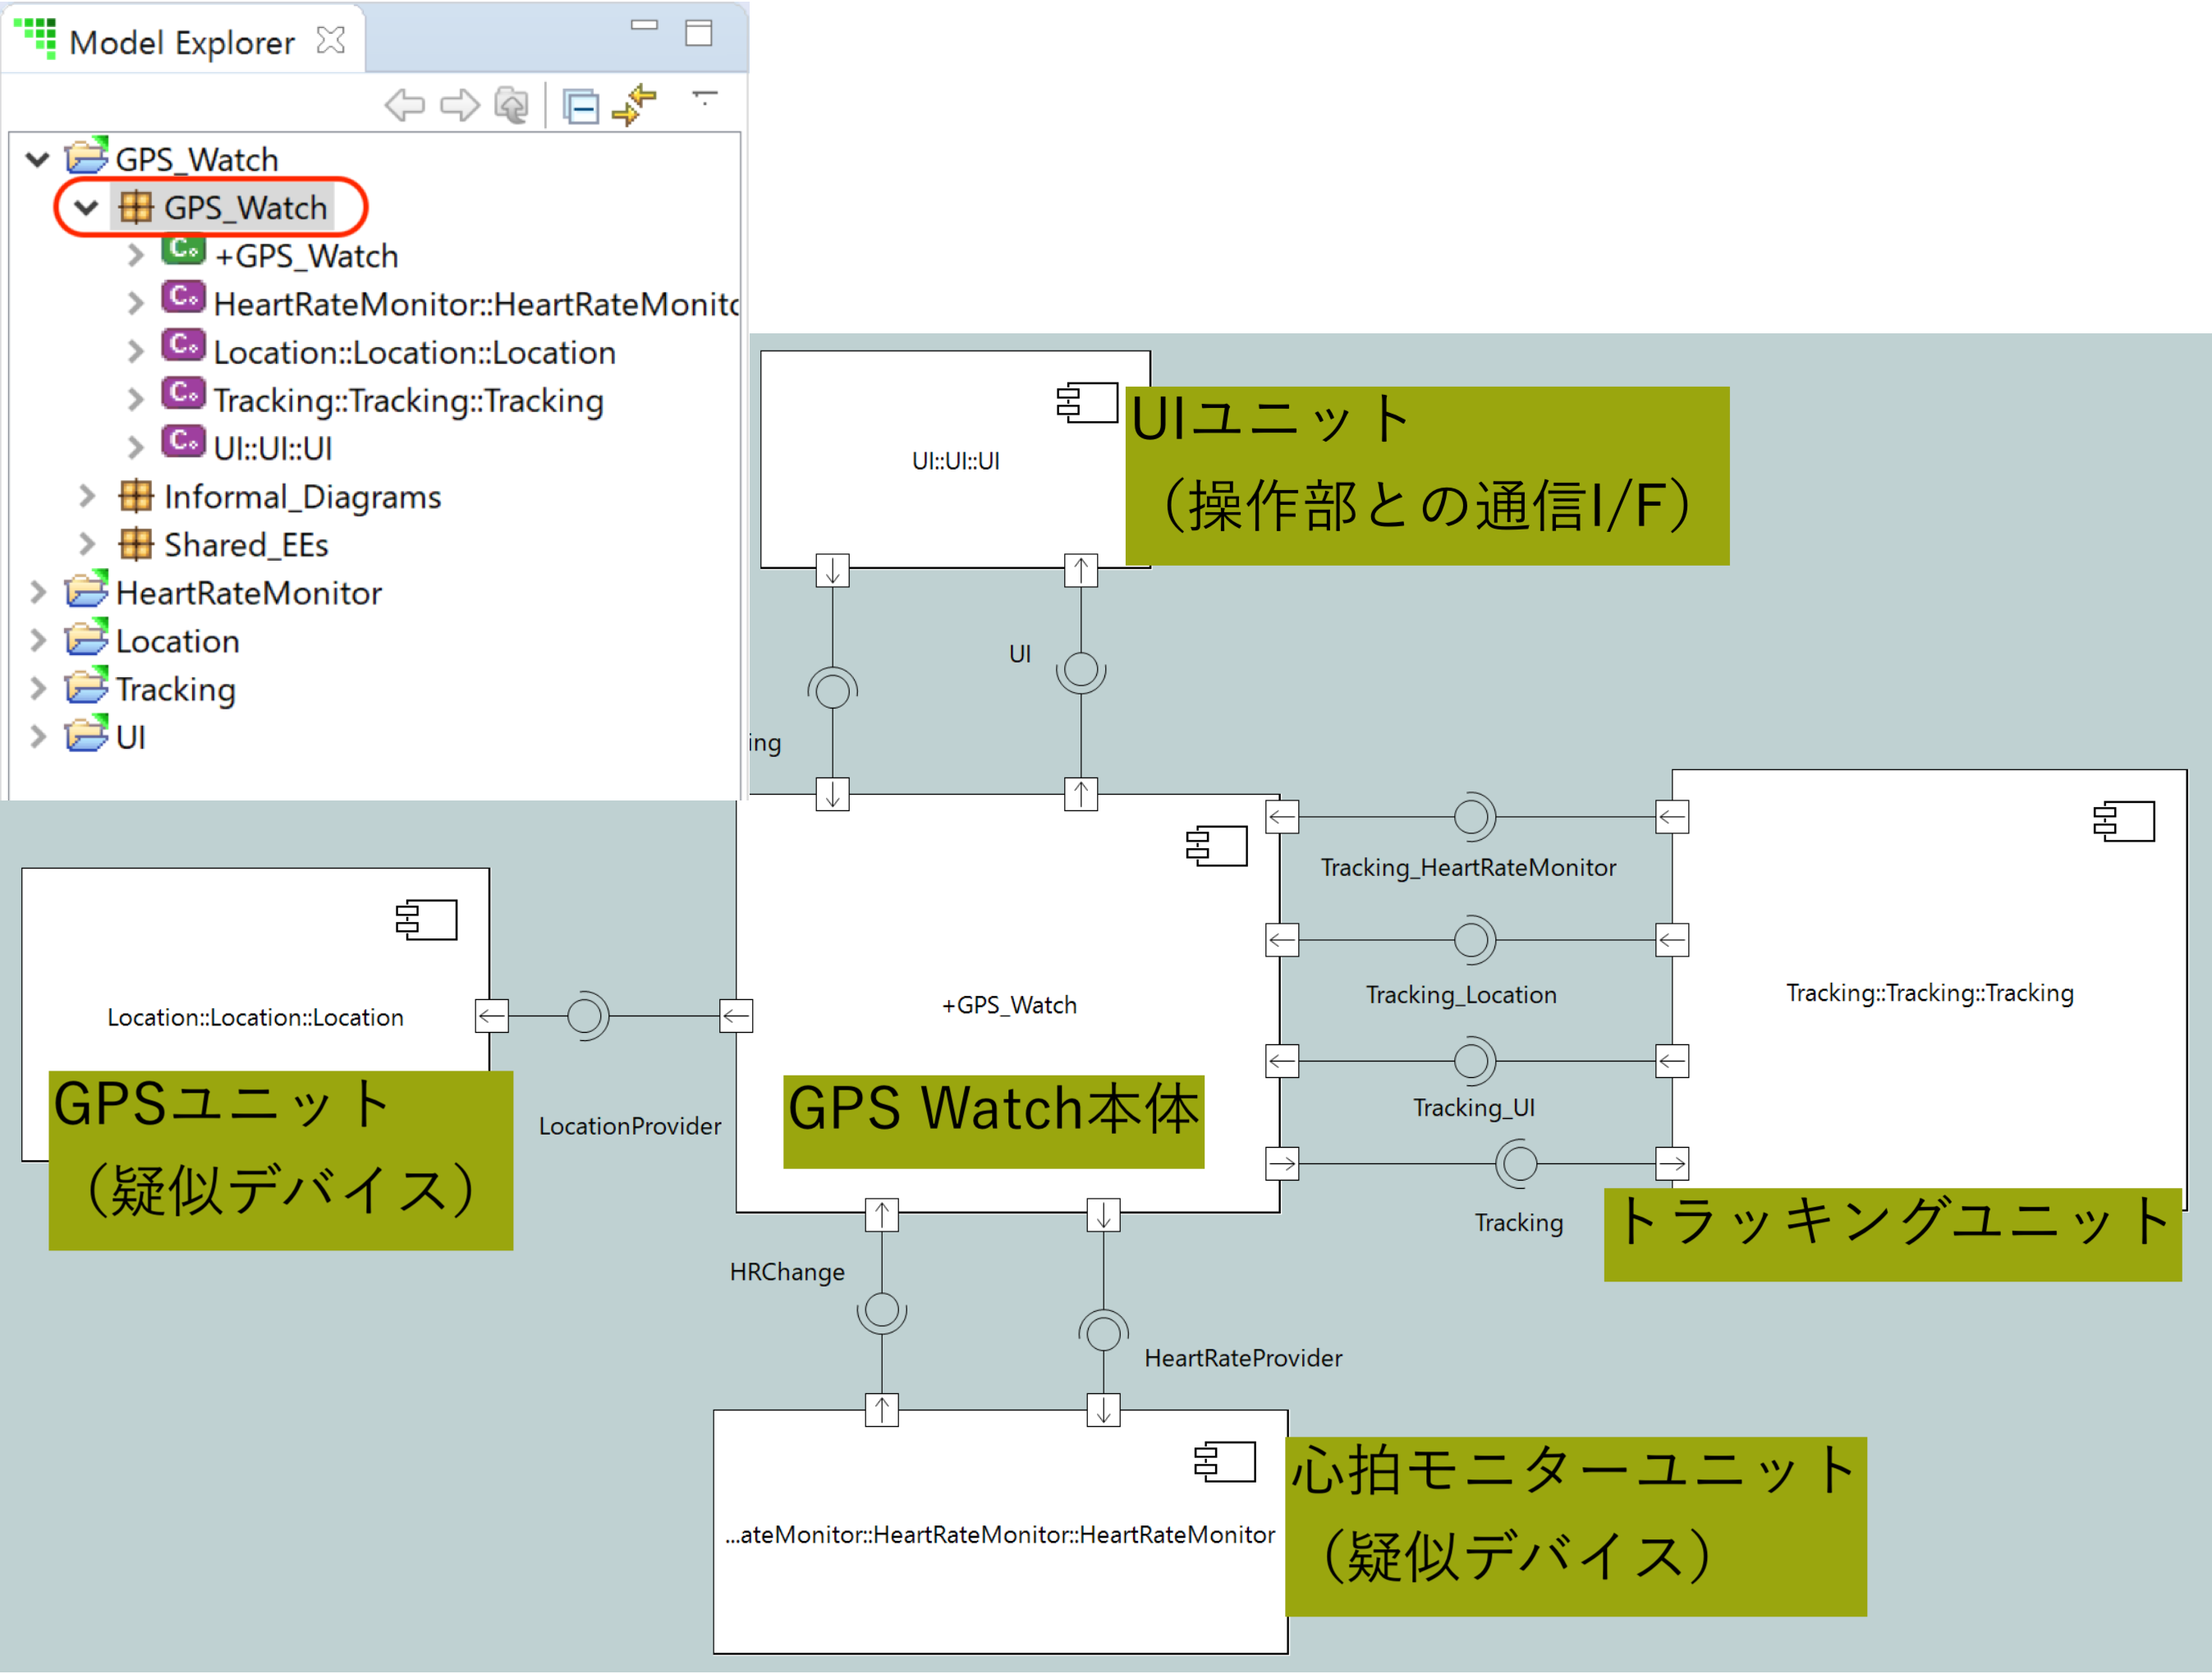 Model Explorer
GPS_Watch
GPS_Watch
+GPS_Watch
HeartRateMonitor::HeartRateMonito
Location::Location::Location
Tracking::Tracking::Tracking
UI::UI::UI
Informal_Diagrams
Shared_EEs
HeartRateMonitor
Location
Tracking
UI
UI::UI::UI
UIユニット
（操作部との通信I/F）
UI
ing
Tracking_HeartRateMonitor
Tracking_Location
Tracking_UI
Tracking
Tracking::Tracking::Tracking
トラッキングユニット
+GPS_Watch
GPS Watch本体
Location::Location::Location
GPSユニット
（疑似デバイス）
LocationProvider
HRChange
HeartRateProvider
...ateMonitor::HeartRateMonitor::HeartRateMonitor
心拍モニターユニット
（疑似デバイス）